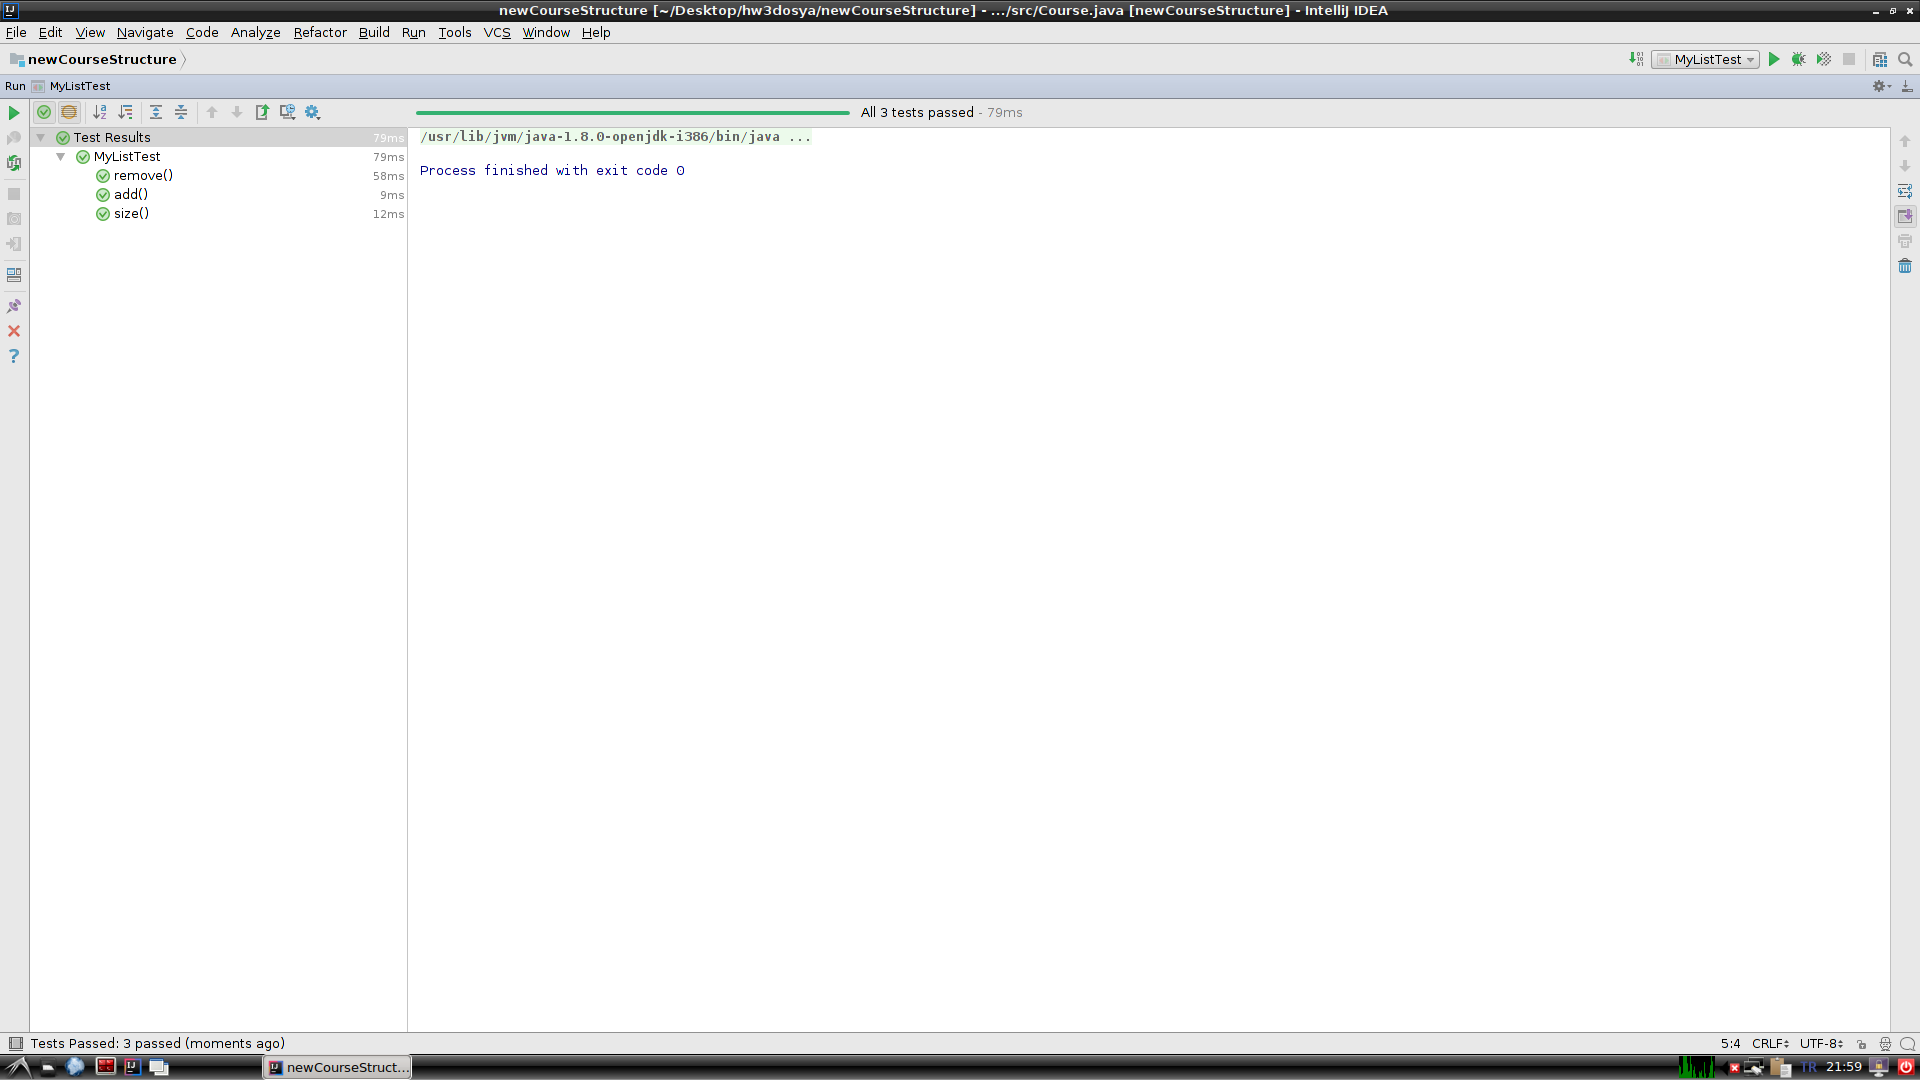 newCourseStructure [~/Desktop/hw3dosya/newCourseStructure] - .../src/Course.java [newCourseStructure] - IntelliJ IDEA
File Edit View Navigate Code Analyze Refactor Build Run Tools VCS Window Help
newCourseStructure
MyListTest
Run MyListTest
All 3 tests passed - 79ms
Test Results 79ms
MyListTest 79ms
remove() 58ms
add() 9ms
size() 12ms
/usr/lib/jvm/java-1.8.0-openjdk-i386/bin/java ...
Process finished with exit code 0
Tests Passed: 3 passed (moments ago)
5:4 CRLF UTF-8
newCourseStruct...
TR 21:59